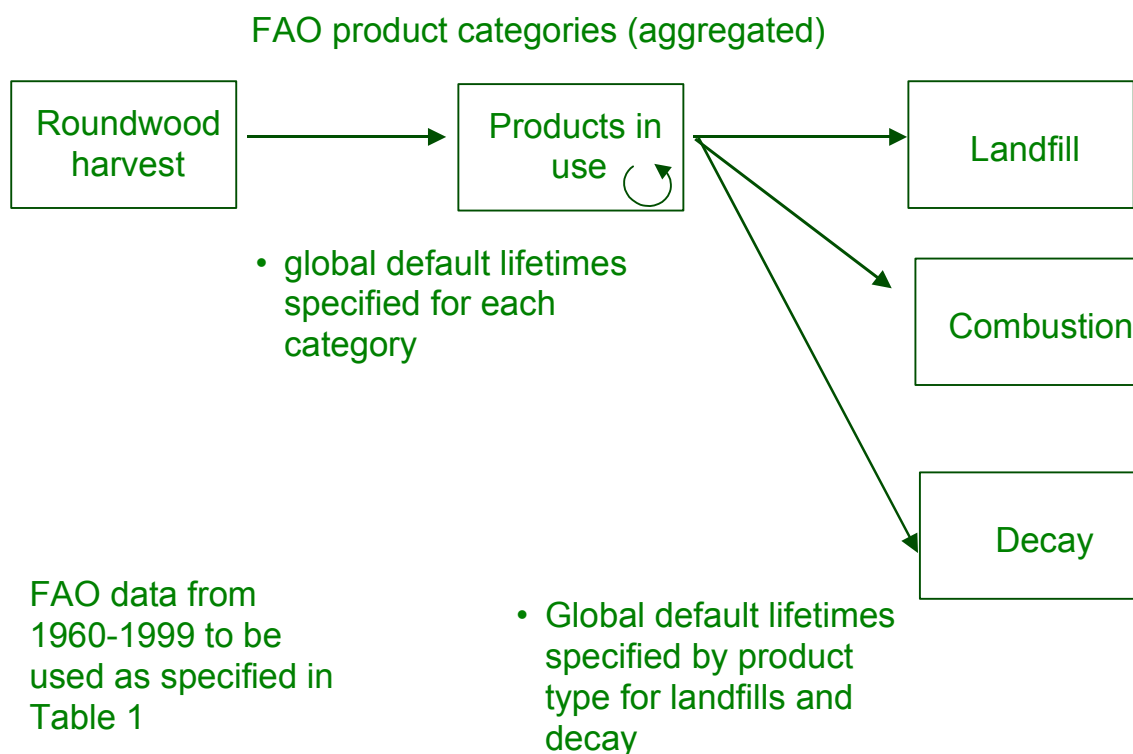 FAO product categories (aggregated)
Roundwood
harvest
Products in
use
Landfill
• global default lifetimes
specified for each
category
Combustion
Decay
FAO data from
1960-1999 to be
used as specified in
Table 1
• Global default lifetimes
specified by product
type for landfills and
decay